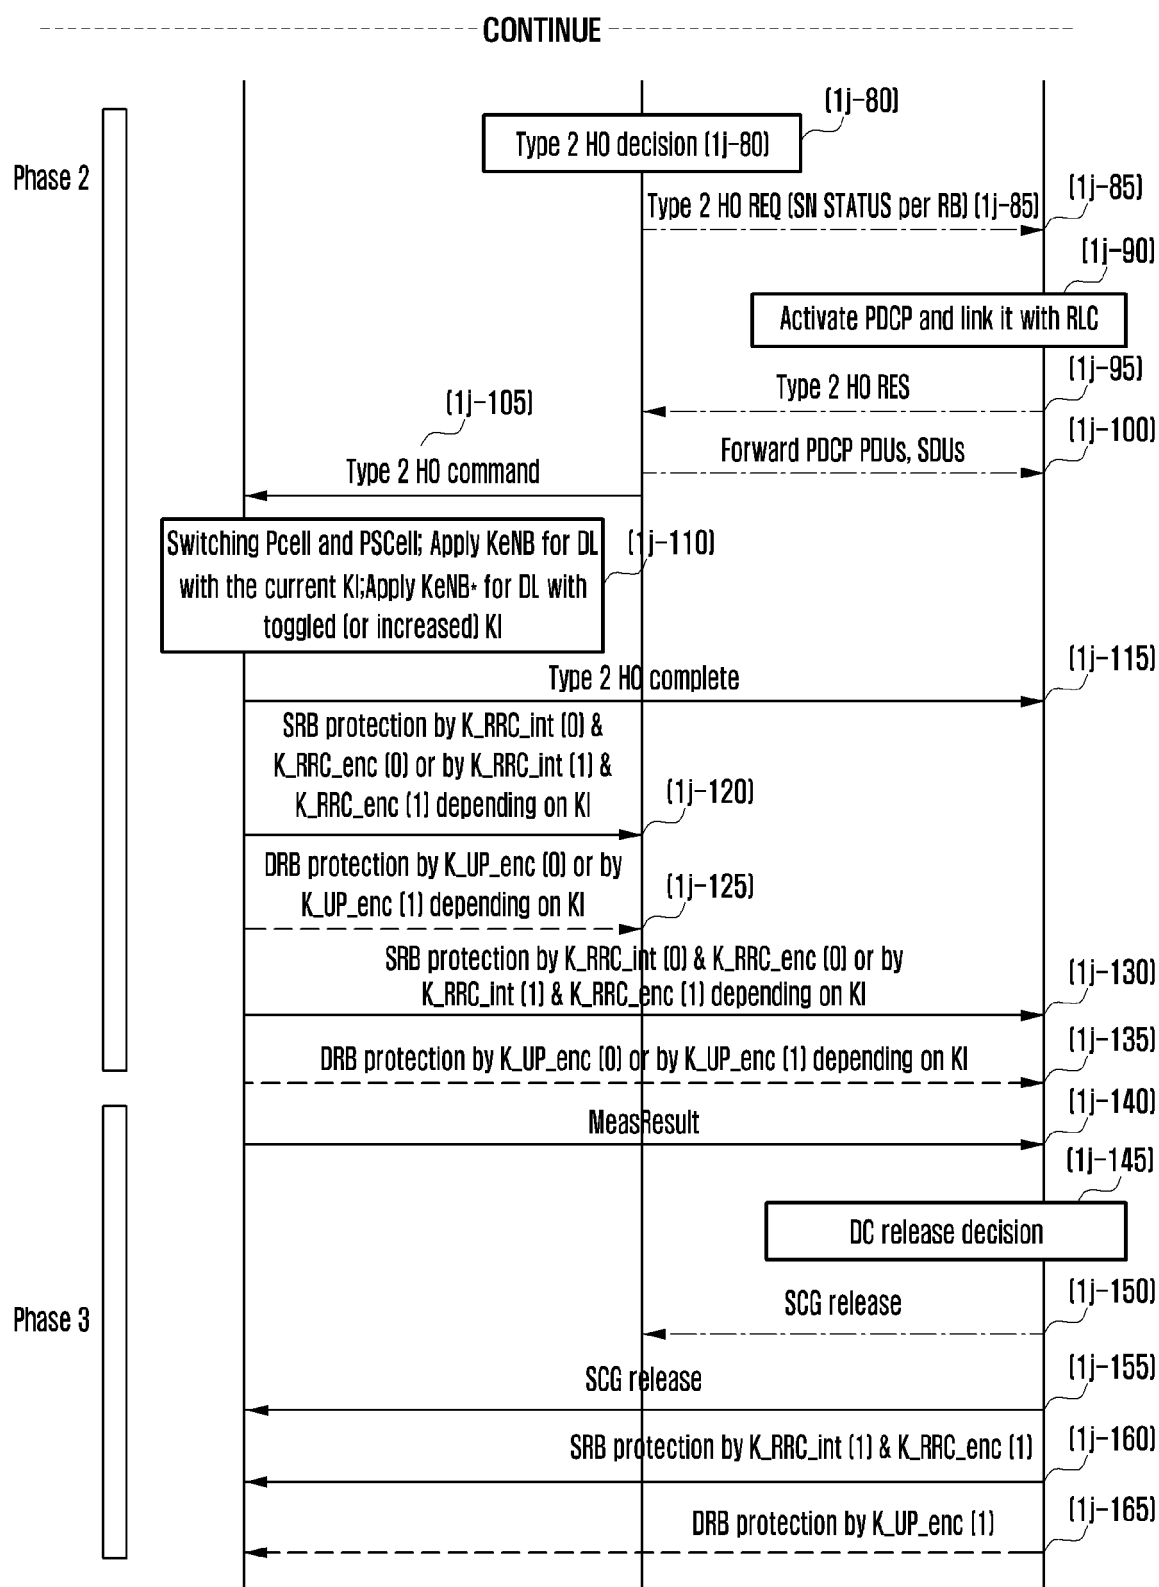 CONTINUE
(1j-80)
Type 2 HO decision (1j-80)
Phase 2
(1j-85)
Type 2 HO REQ (SN STATUS per RB) (1j-85)
(1j-90)
Activate PDCP and link it with RLC
(1j-95)
Type 2 HO RES
(1j-105)
(1j-100)
Forward PDCP PDUs, SDUs
Type 2 HO command
Switching Pcell and PSCell; Apply KeNB for DL
with the current KI;Apply KeNB* for DL with
toggled (or increased) KI
(1j-110)
(1j-115)
Type 2 HO complete
SRB protection by K_RRC_int (0) &
K_RRC_enc (0) or by K_RRC_int (1) &
K_RRC_enc (1) depending on KI
(1j-120)
DRB protection by K_UP_enc (0) or by
K_UP_enc (1) depending on KI
(1j-125)
SRB protection by K_RRC_int (0) & K_RRC_enc (0) or by
K_RRC_int (1) & K_RRC_enc (1) depending on KI
(1j-130)
(1j-135)
DRB protection by K_UP_enc (0) or by K_UP_enc (1) depending on KI
(1j-140)
MeasResult
(1j-145)
DC release decision
(1j-150)
SCG release
Phase 3
(1j-155)
SCG release
(1j-160)
SRB protection by K_RRC_int (1) & K_RRC_enc (1)
(1j-165)
DRB protection by K_UP_enc (1)